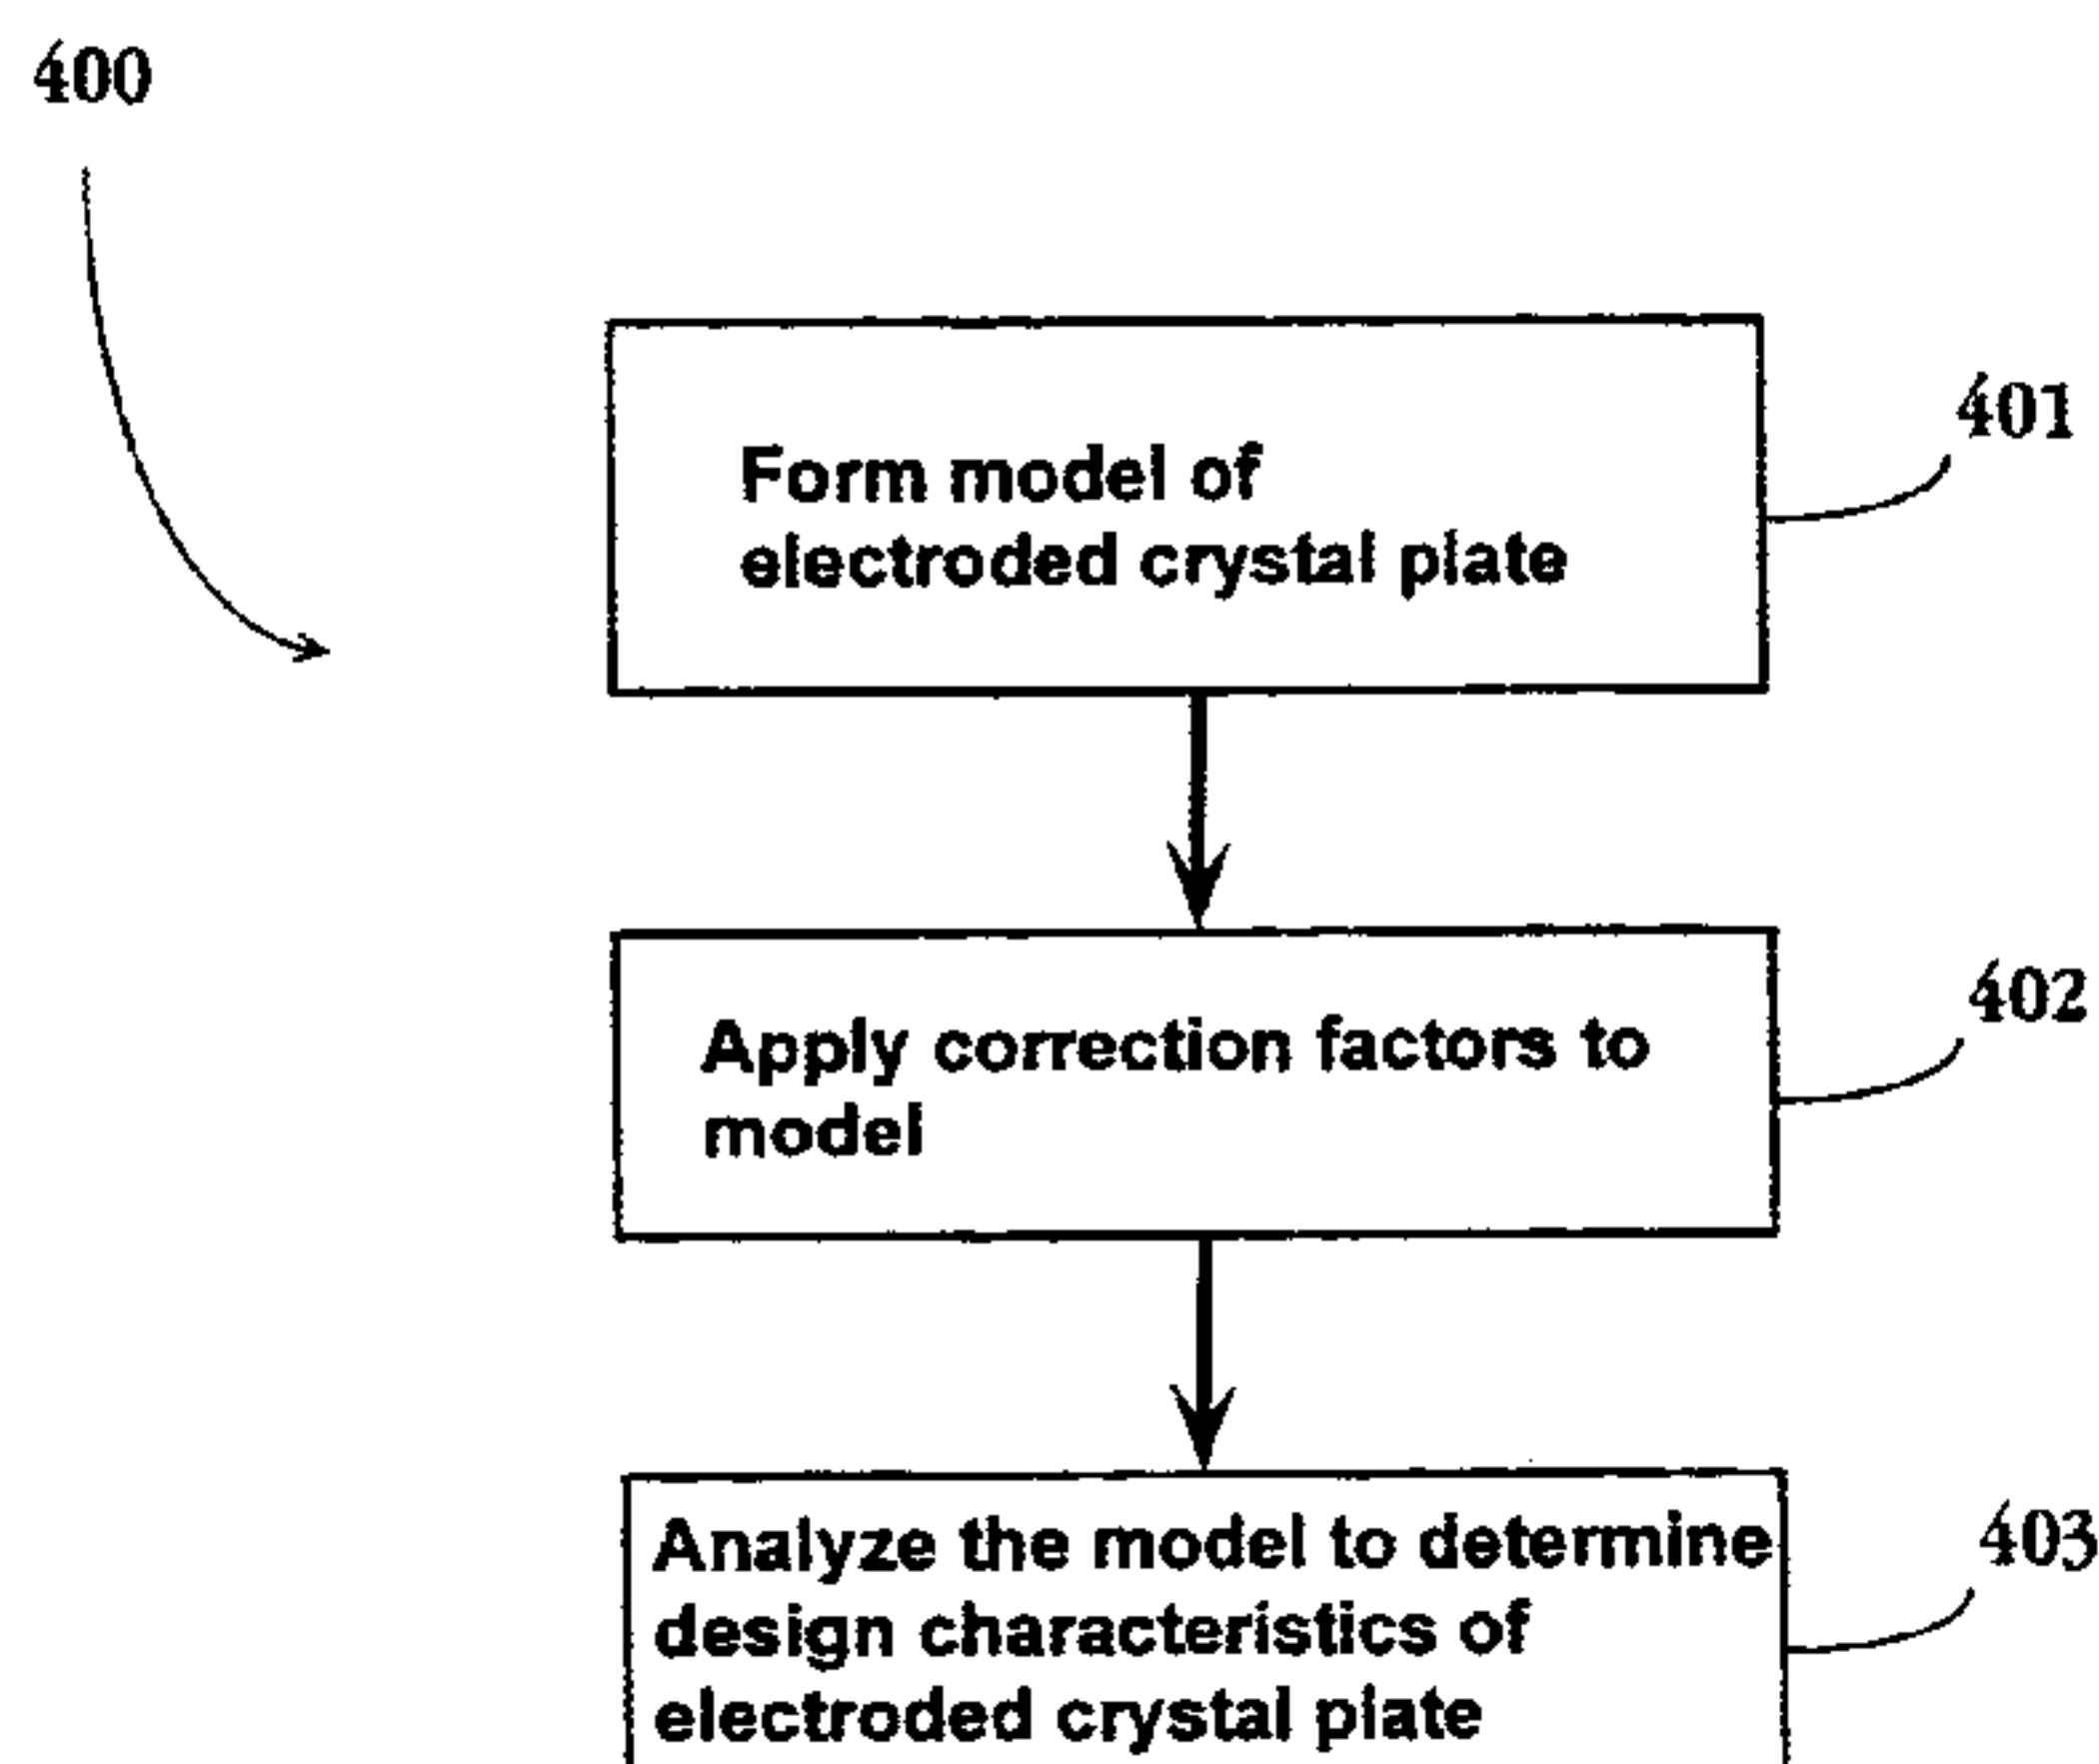 400
401
Form model of
electroded crystal plate
402
Apply correction factors to
model
403
Analyze the model to determine
design characteristics of
electroded crystal plate